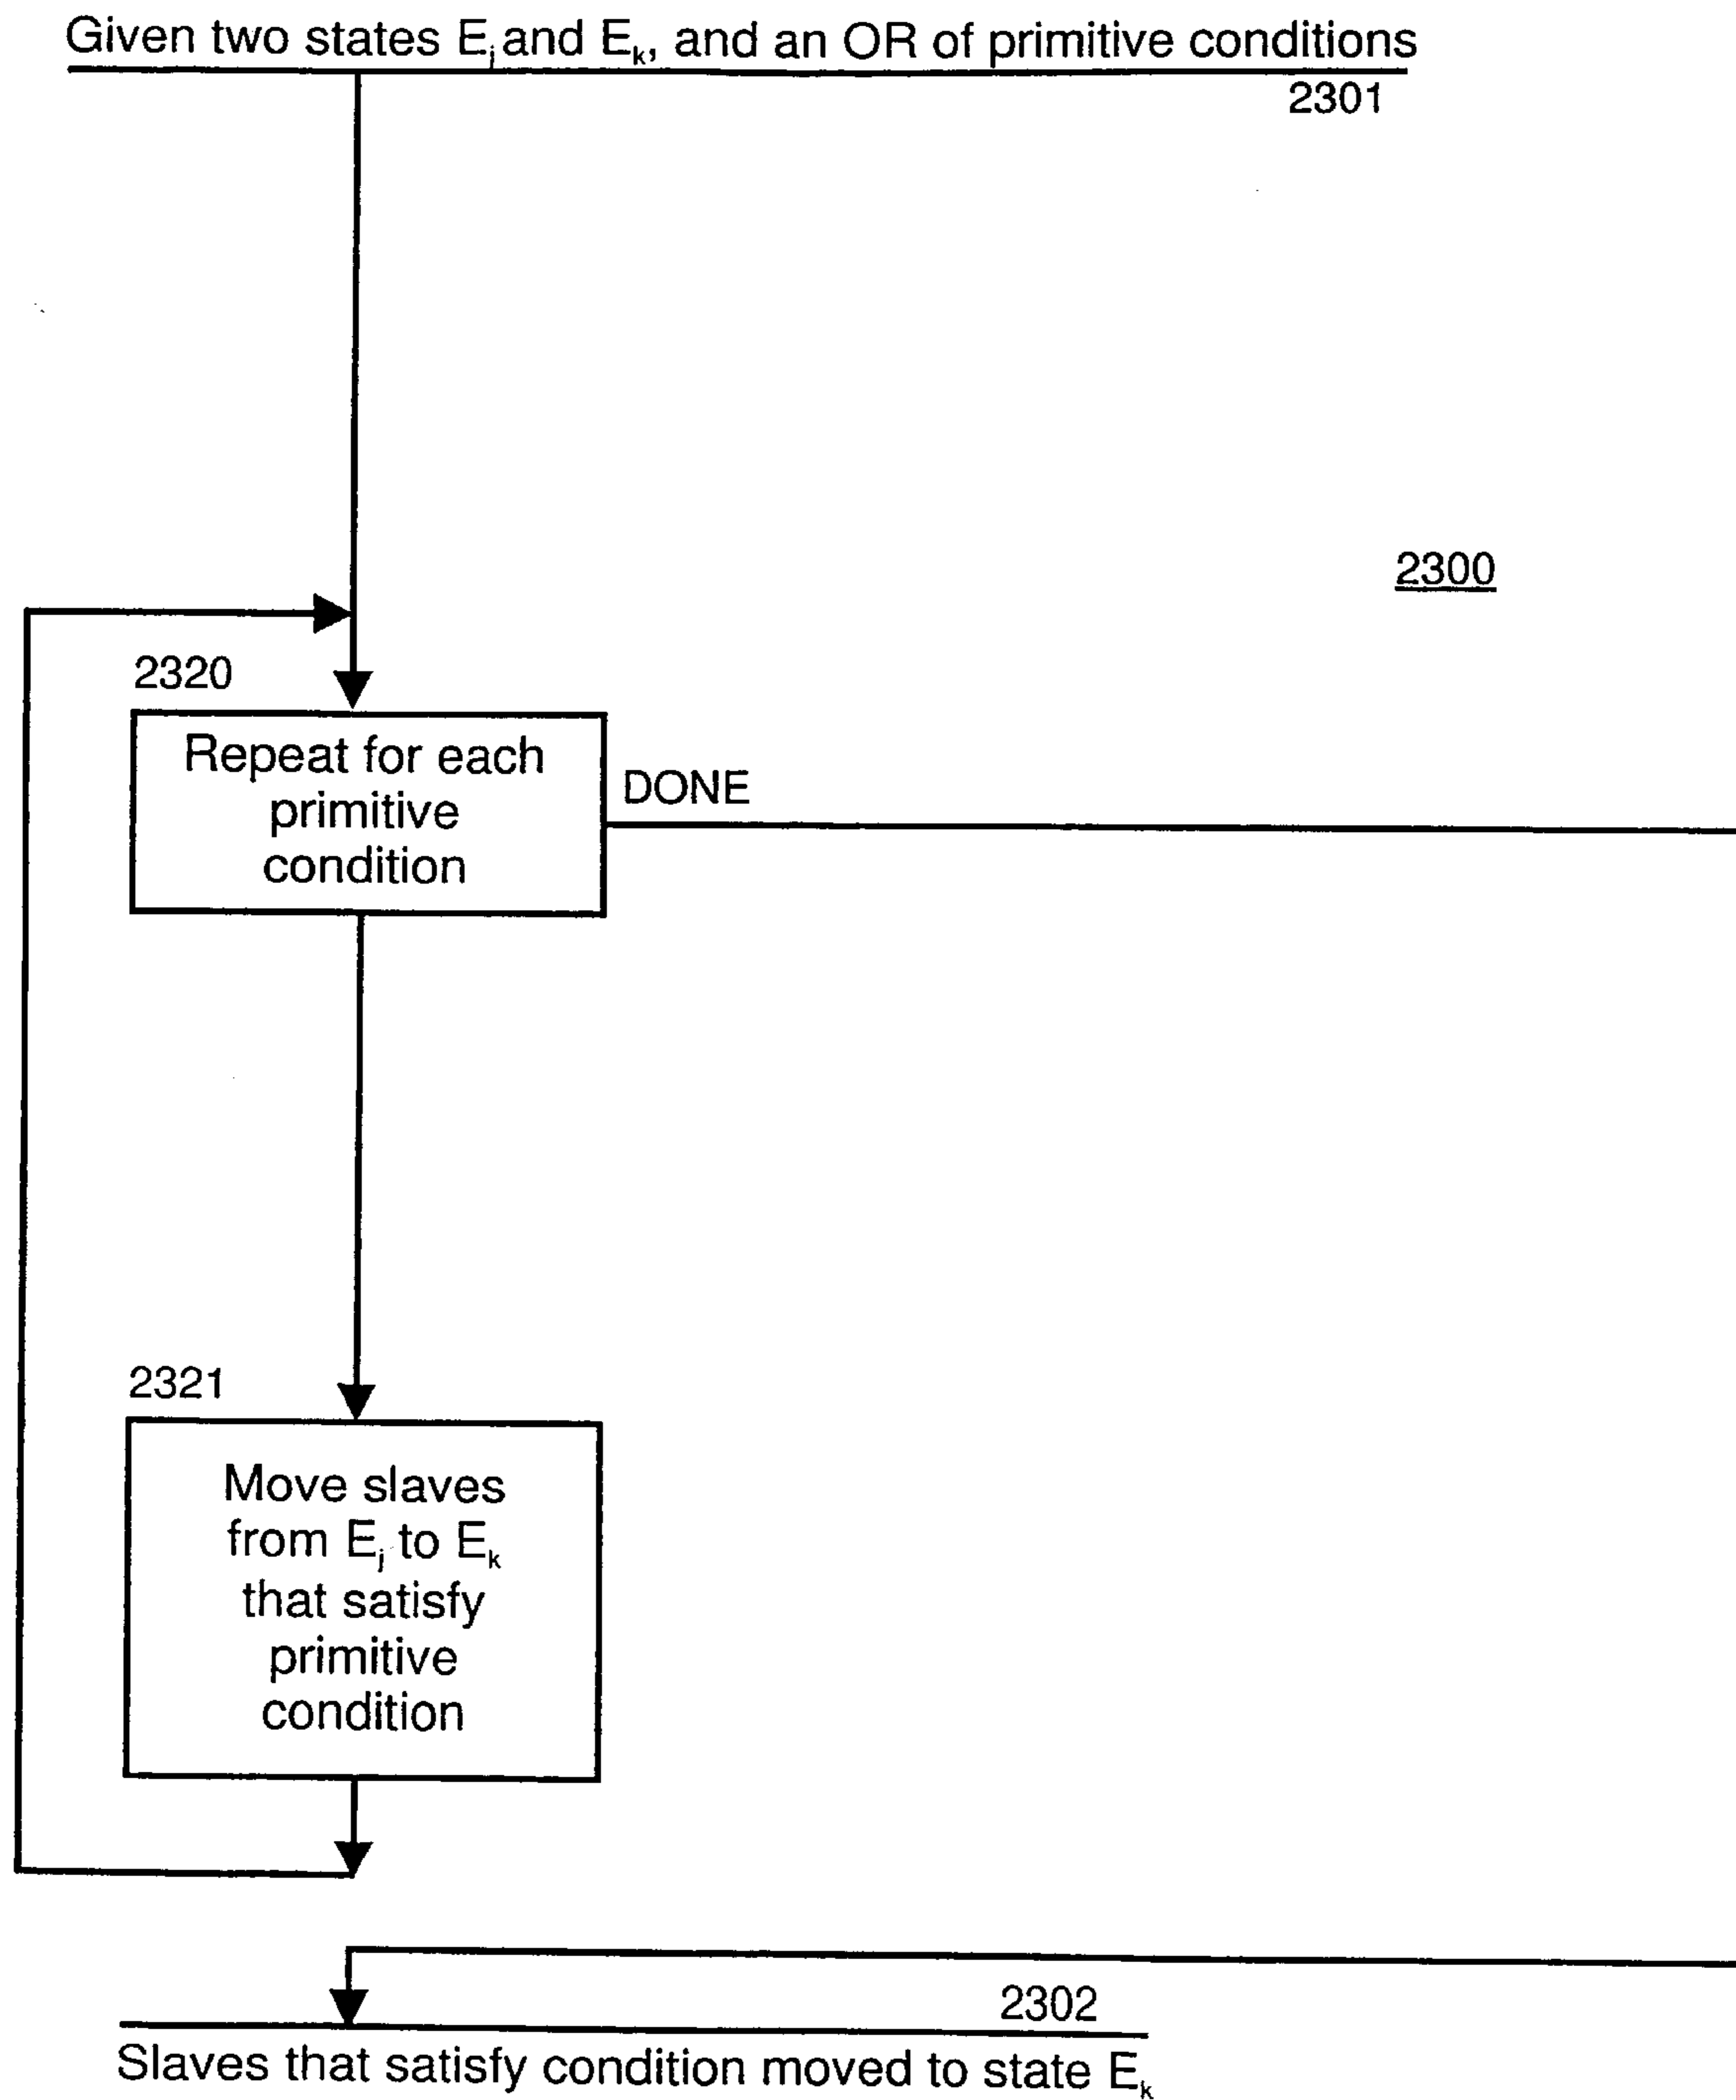 Given two states Ej and Ek, and an OR of primitive conditions
2301
2300
2320
Repeat for each
primitive
condition
DONE
2321
Move slaves
from Ej to Ek
that satisfy
primitive
condition
2302
Slaves that satisfy condition moved to state Ek